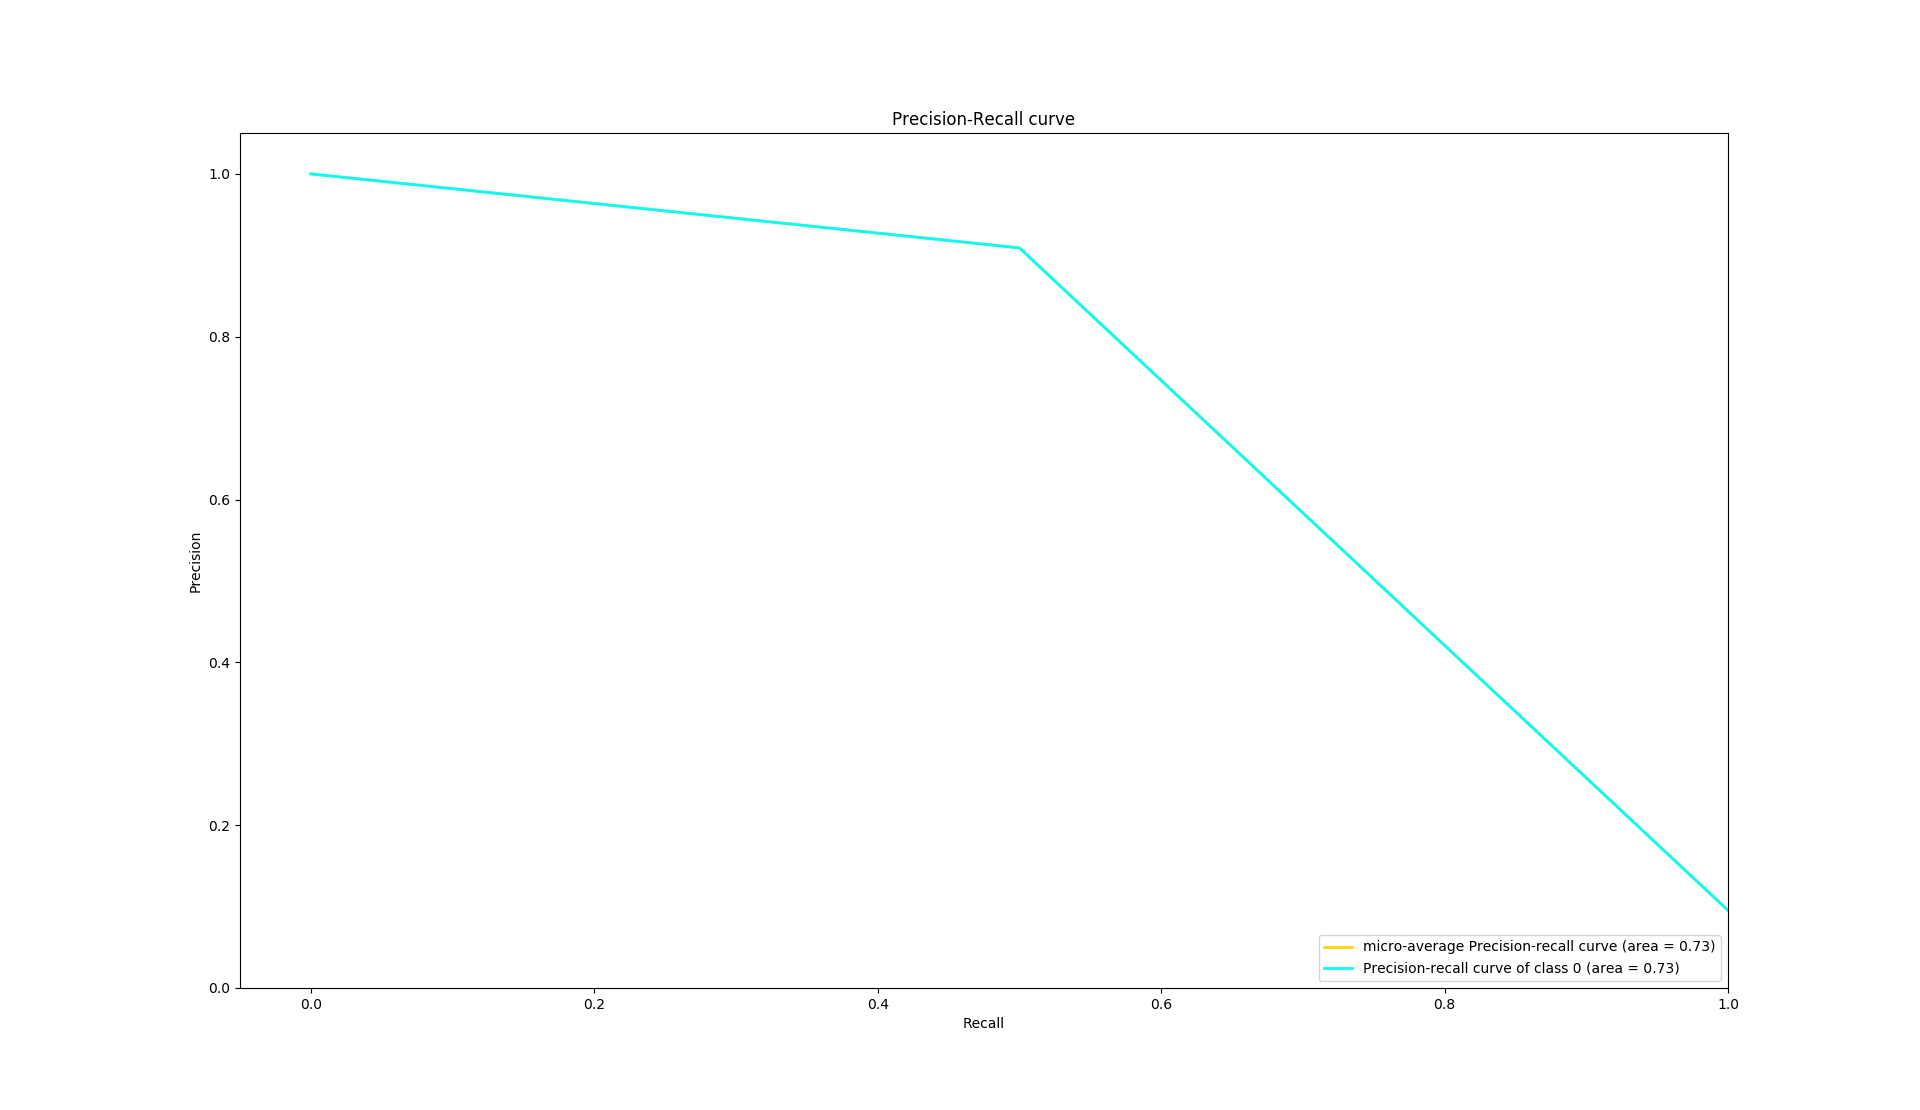 Precision-Recall curve
1.0
0.8
0.6
0.4
0.2
0.0
Precision
0.0 0.2 0.4 0.6 0.8 1.0
Recall
micro-average Precision-recall curve (area = 0.73)
Precision-recall curve of class 0 (area = 0.73)